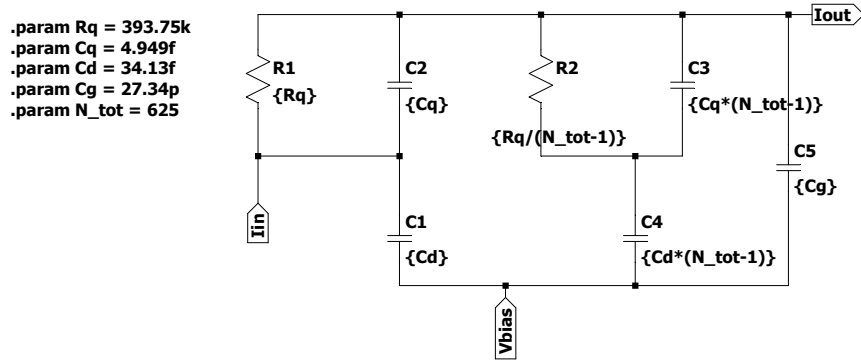 .param Rq = 393.75k
.param Cq = 4.949f
.param Cd = 34.13f
.param Cg = 27.34p
.param N_tot = 625
Iout
R1
{Rq}
C2
{Cq}
R2
{Rq/(N_tot-1)}
C3
{Cq*(N_tot-1)}
C5
{Cg}
Iin
C1
{Cd}
C4
{Cd*(N_tot-1)}
Vbias